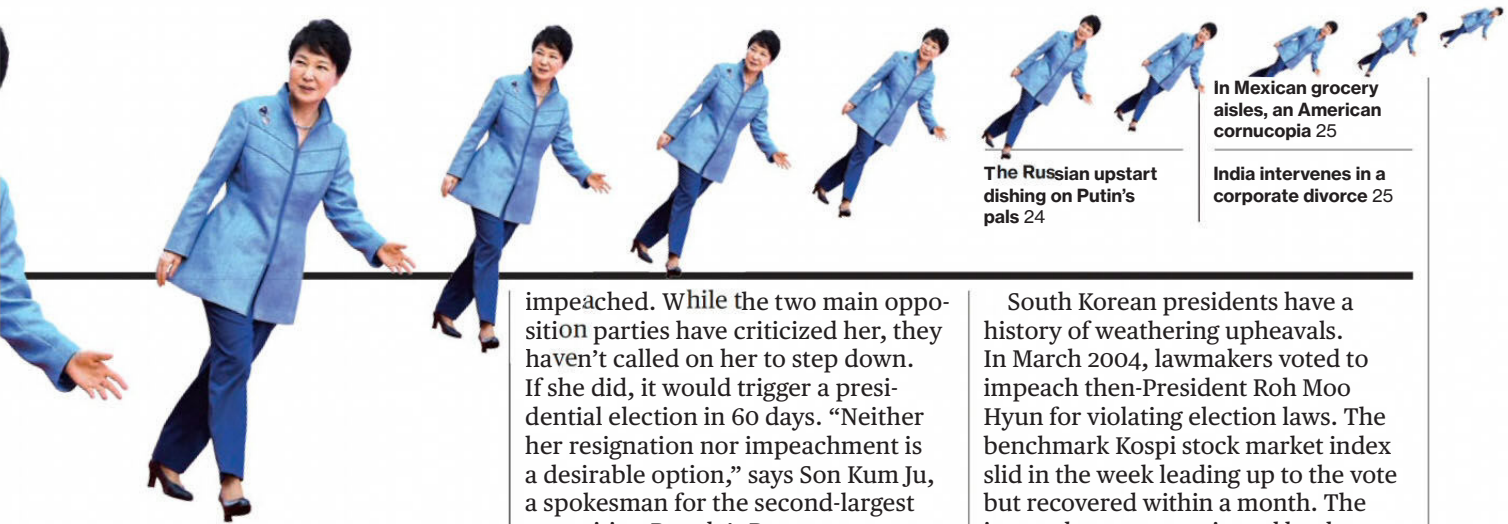 In Mexican grocery
aisles, an American
cornucopia 25
The Russian upstart
dishing on Putin's
pals 24
India intervenes in a
corporate divorce 25
impeached. While the two main oppo-
sition parties have criticized her, they
haven't called on her to step down.
If she did, it would trigger a presi-
dential election in 60 days. “Neither
her resignation nor impeachment is
a desirable option,” says Son Kum Ju,
a spokesman for the second-largest
South Korean presidents have a
history of weathering upheavals.
In March 2004, lawmakers voted to
impeach then-President Roh Moo
Hyun for violating election laws. The
benchmark Kospi stock market index
slid in the week leading up to the vote
but recovered within a month. The